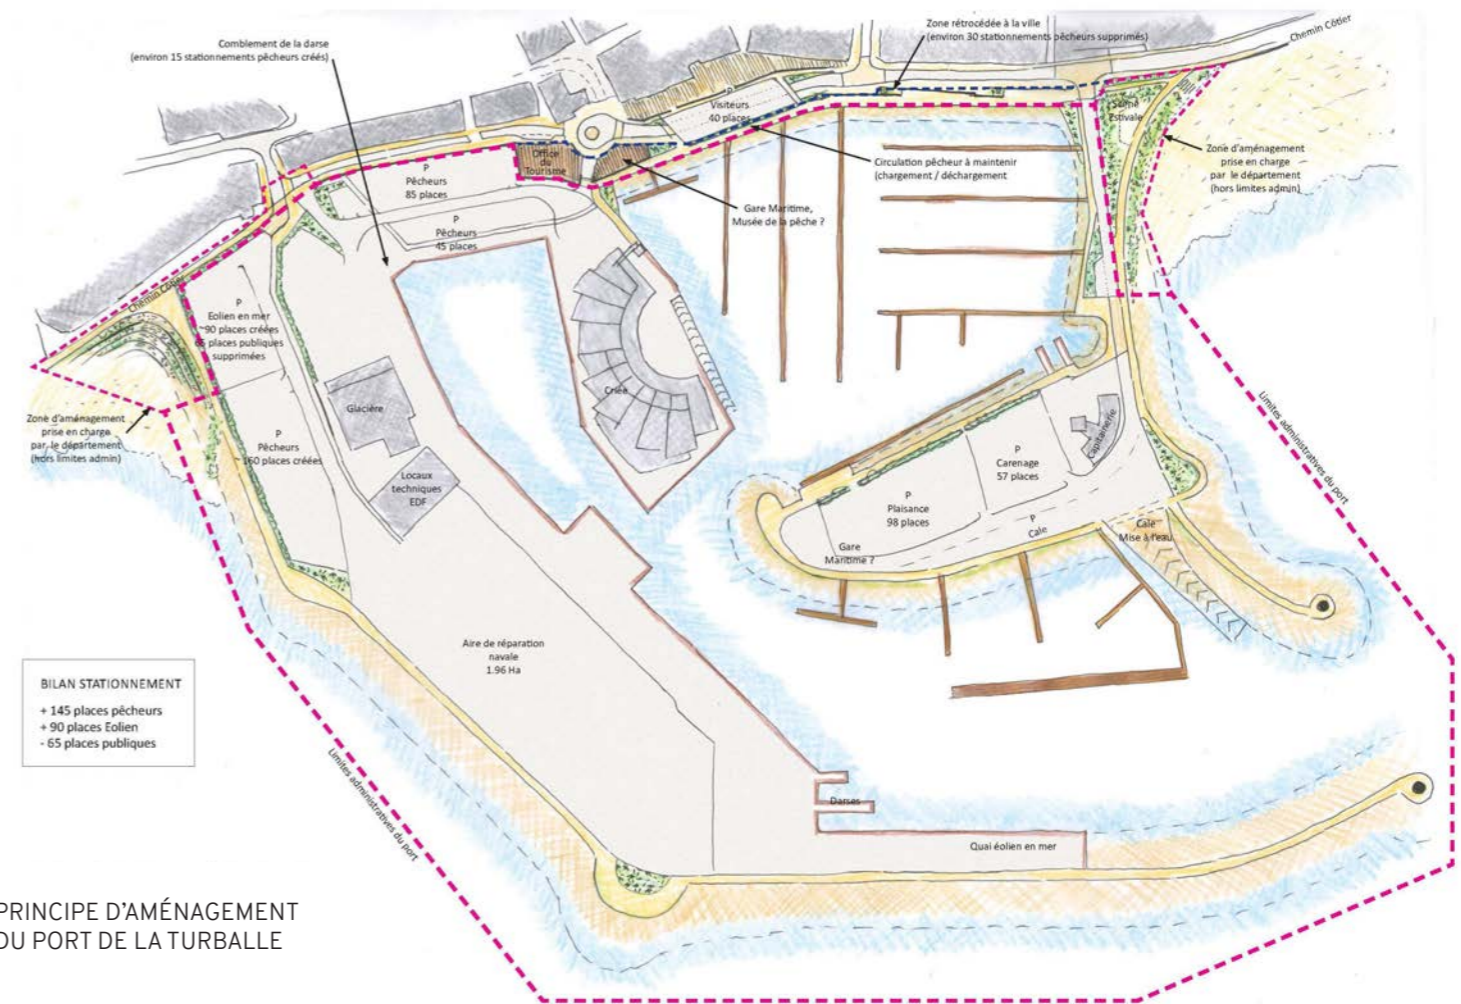 Comblement de la darse
(environ 15 stationnements pêcheurs créés)
Zone rétrocédée à la ville
(environ 30 stationnements pêcheurs supprimés)
Chemin Côtier
P
Visiteurs
40 places
Scène
Estivale
Zone d'aménagement
prise en charge
par le département
(hors limites admin)
Office
du
Tourisme
Circulation pêcheur à maintenir
(chargement / déchargement
P
Pêcheurs
85 places
Gare Maritime,
Musée de la pêche ?
P
Pêcheurs
45 places
Chemin Côtier
P
Eolien en mer
~90 places créées
65 places publiques
supprimées
Glacière
Criée
Zone d'aménagement
prise en charge
par le département
(hors limites admin)
P
Pêcheurs
~ 160 places créées
Locaux
techniques
EDF
Capitainerie
P
Carenage
57 places
P
Plaisance
98 places
P
Cale
Cale
Mise à l'eau
Gare
Maritime ?
Limites administratives du port
Aire de réparation
navale
1.96 Ha
BILAN STATIONNEMENT
+ 145 places pêcheurs
+ 90 places Eolien
- 65 places publiques
Limites administratives du port
Darses
Quai éolien en mer
PRINCIPE D'AMÉNAGEMENT
DU PORT DE LA TURBALLE